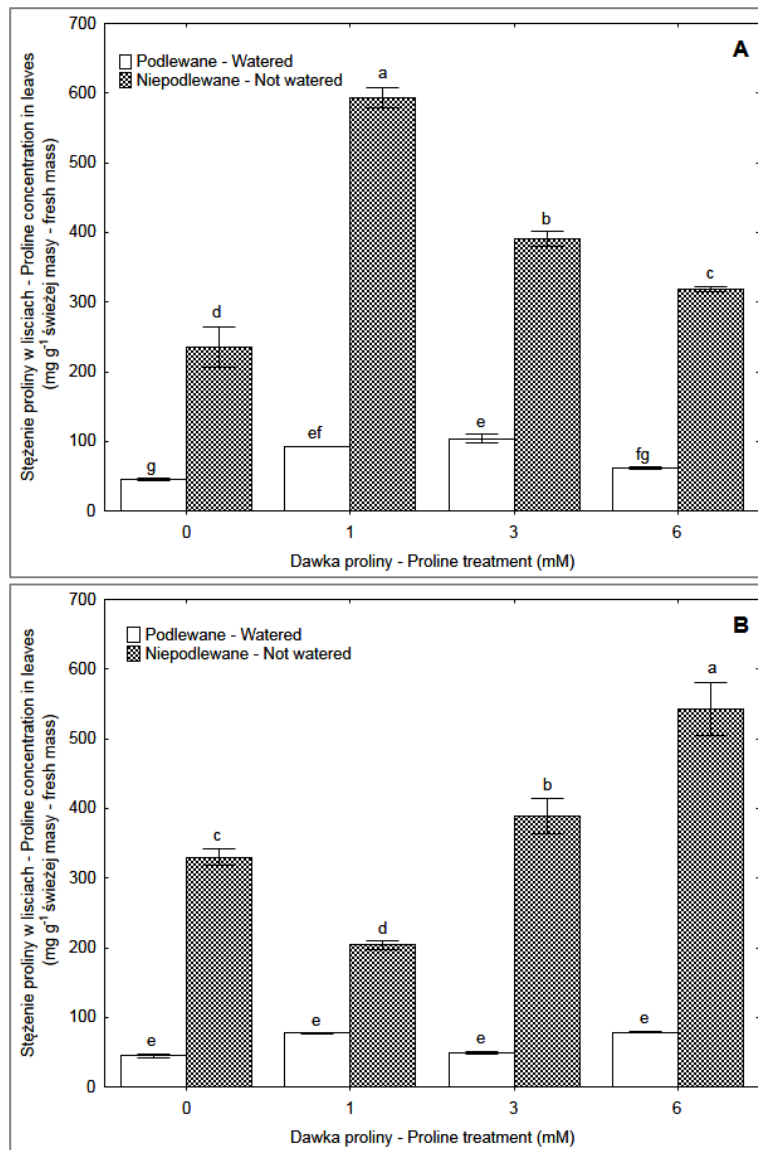 A
Podlewane - Watered
Niepodlewane - Not watered
Stężenie proliny w lisciach - Proline concentration in leaves
(mg g⁻¹ świeżej masy - fresh mass)
700
600
500
400
300
200
100
0
g
d
ef
a
e
b
fg
c
0 1 3 6
Dawka proliny - Proline treatment (mM)
B
Podlewane - Watered
Niepodlewane - Not watered
Stężenie proliny w lisciach - Proline concentration in leaves
(mg g⁻¹ świeżej masy - fresh mass)
700
600
500
400
300
200
100
0
e
c
e
d
e
b
e
a
0 1 3 6
Dawka proliny - Proline treatment (mM)